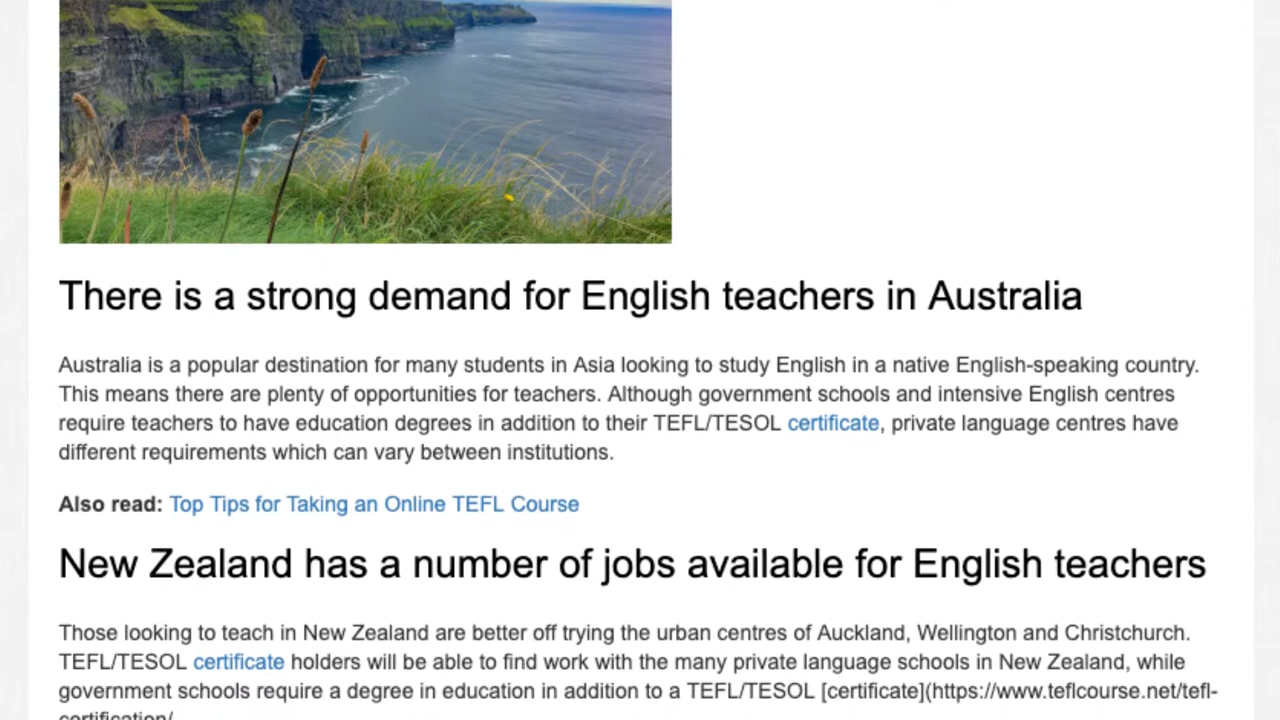 There is a strong demand for English teachers in Australia
Australia is a popular destination for many students in Asia looking to study English in a native English-speaking country.
This means there are plenty of opportunities for teachers. Although government schools and intensive English centres
require teachers to have education degrees in addition to their TEFL/TESOL certificate, private language centres have
different requirements which can vary between institutions.
Also read: Top Tips for Taking an Online TEFL Course
New Zealand has a number of jobs available for English teachers
Those looking to teach in New Zealand are better off trying the urban centres of Auckland, Wellington and Christchurch.
TEFL/TESOL certificate holders will be able to find work with the many private language schools in New Zealand, while
government schools require a degree in education in addition to a TEFL/TESOL [certificate](https://www.teflcourse.net/tefl-
certification/